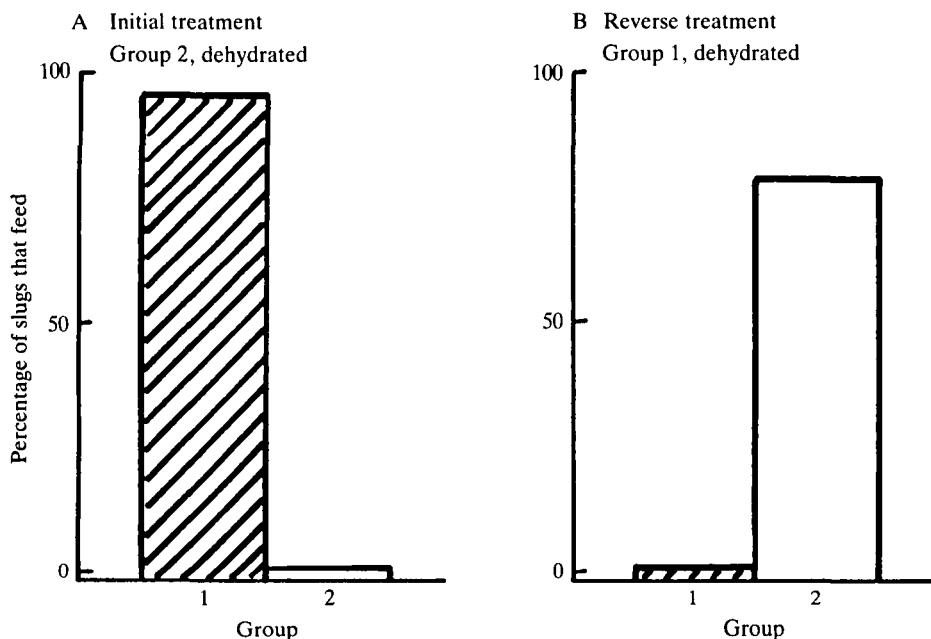 A Initial treatment
Group 2, dehydrated
100
50
0
Percentage of slugs that feed
1
2
Group
B Reverse treatment
Group 1, dehydrated
100
50
0
1
2
Group